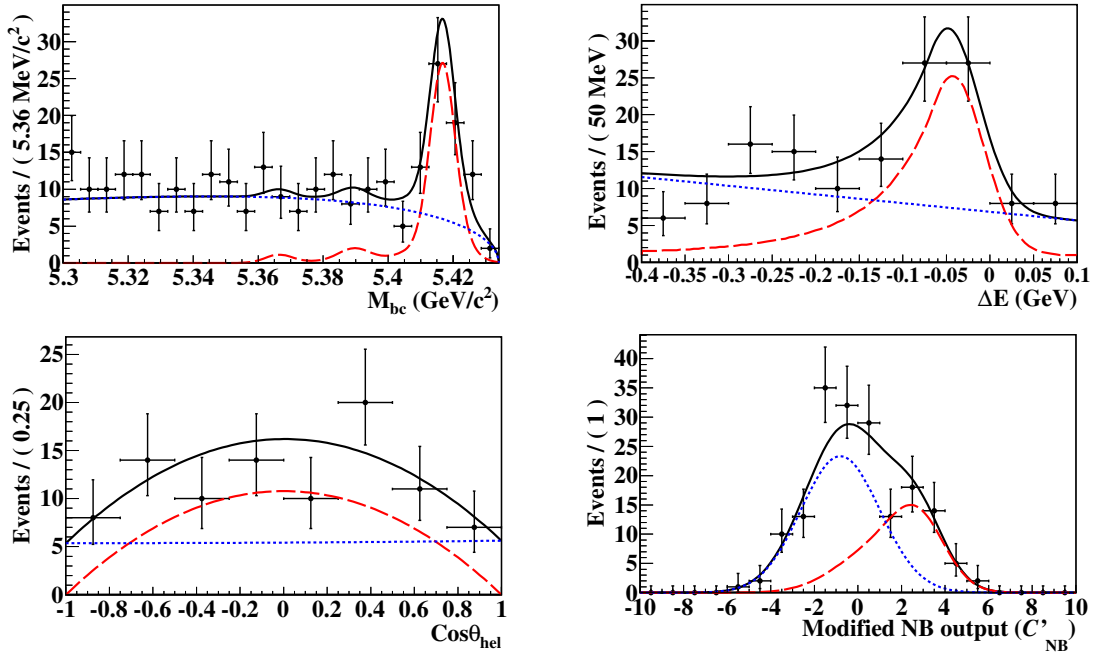 Events / ( 5.36 MeV/c² )
30
25
20
15
10
5
0
5.3 5.32 5.34 5.36 5.38 5.4 5.42
M_bc (GeV/c²)
Events / ( 50 MeV )
30
25
20
15
10
5
0
-0.4 -0.35 -0.3 -0.25 -0.2 -0.15 -0.1 -0.05 0 0.05 0.1
ΔE (GeV)
Events / ( 0.25 )
25
20
15
10
5
0
-1 -0.8 -0.6 -0.4 -0.2 0 0.2 0.4 0.6 0.8 1
Cosθ_hel
Events / ( 1 )
40
35
30
25
20
15
10
5
0
-10 -8 -6 -4 -2 0 2 4 6 8 10
Modified NB output (C'_NB)